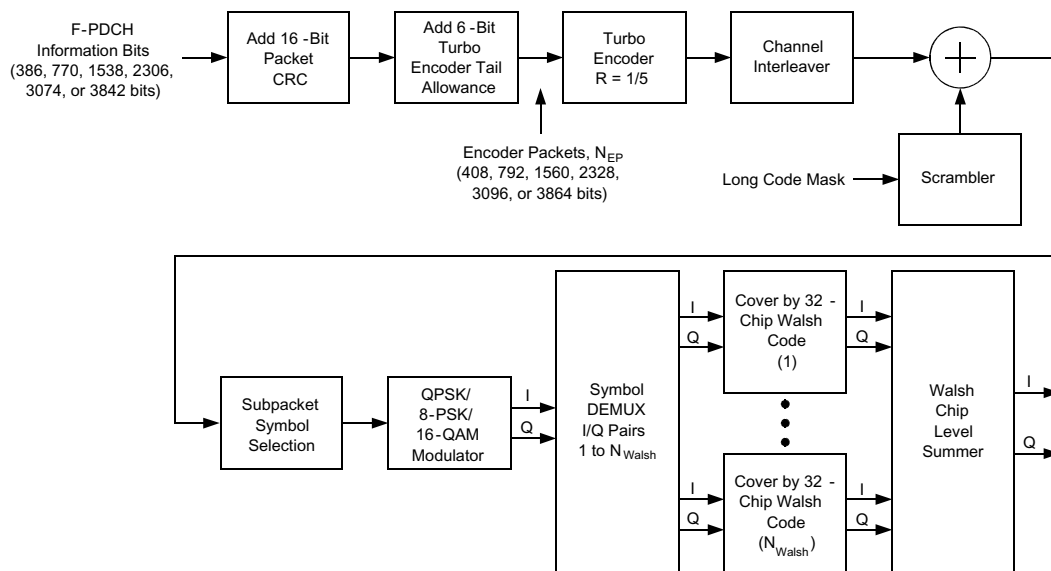 F-PDCH
Information Bits
(386, 770, 1538, 2306,
3074, or 3842 bits)
Add 16 -Bit
Packet
CRC
Add 6 -Bit
Turbo
Encoder Tail
Allowance
Turbo
Encoder
R = 1/5
Channel
Interleaver
Encoder Packets, N_EP
(408, 792, 1560, 2328,
3096, or 3864 bits)
Long Code Mask
Scrambler
Subpacket
Symbol
Selection
QPSK/
8-PSK/
16-QAM
Modulator
I
Q
Symbol
DEMUX
I/Q Pairs
1 to N_Walsh
I
Q
Cover by 32 -
Chip Walsh
Code
(1)
I
Q
I
Q
Cover by 32 -
Chip Walsh
Code
(N_Walsh)
I
Q
Walsh
Chip
Level
Summer
I
Q